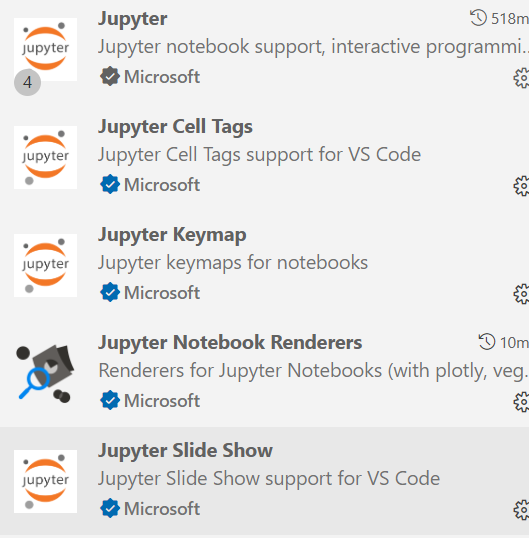 Jupyter
518m
jupyter
Jupyter notebook support, interactive programmi...
4
Microsoft
Jupyter Cell Tags
jupyter
Jupyter Cell Tags support for VS Code
Microsoft
Jupyter Keymap
jupyter
Jupyter keymaps for notebooks
Microsoft
Jupyter Notebook Renderers
10m
Renderers for Jupyter Notebooks (with plotly, veg...
Microsoft
Jupyter Slide Show
jupyter
Jupyter Slide Show support for VS Code
Microsoft